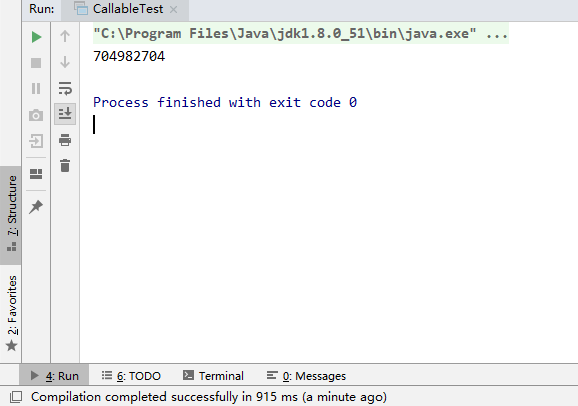 Run: CallableTest ×
"C:\Program Files\Java\jdk1.8.0_51\bin\java.exe" ...
704982704
Process finished with exit code 0
7: Structure
2: Favorites
4: Run 6: TODO Terminal 0: Messages
Compilation completed successfully in 915 ms (a minute ago)